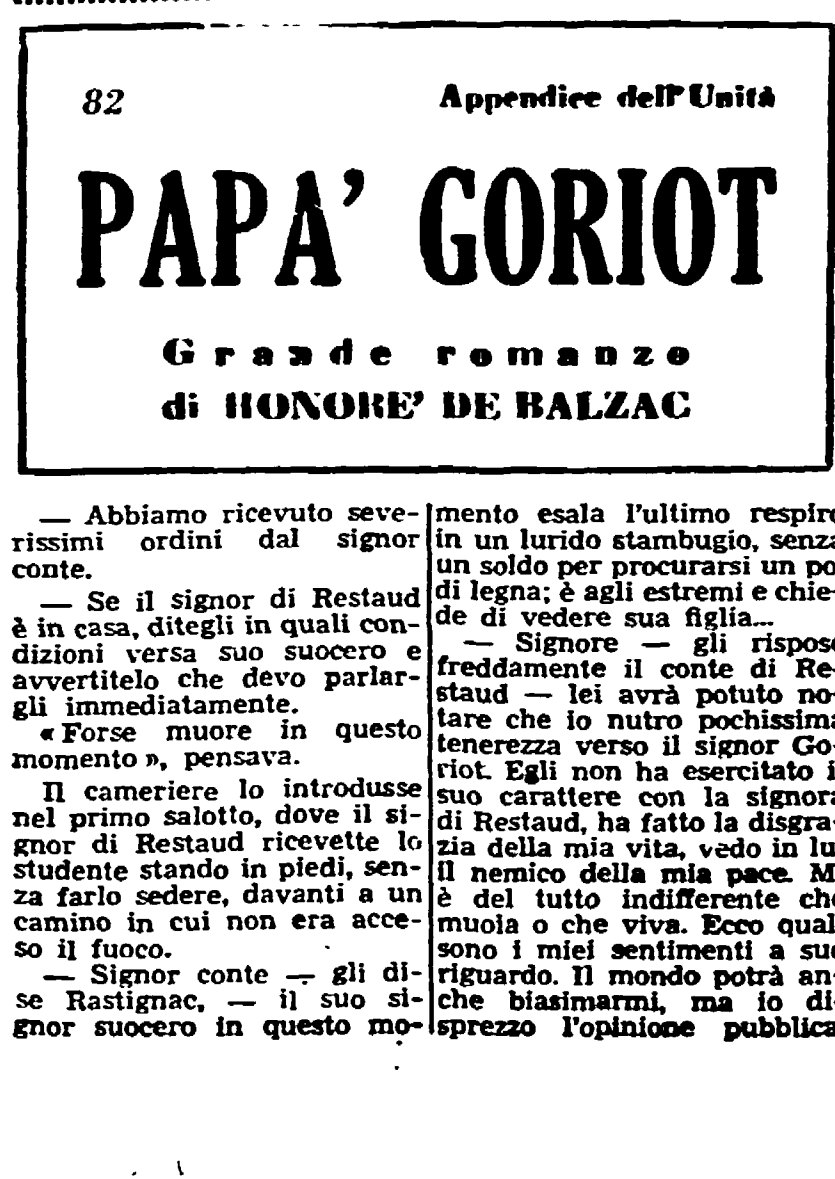 82
Appendice dell'Unità
PAPA' GORIOT
Grande romanzo
di HONORE' DE BALZAC
— Abbiamo ricevuto seve-
rissimi ordini dal signor
conte.
— Se il signor di Restaud
è in casa, ditegli in quali con-
dizioni versa suo suocero e
avvertitelo che devo parlar-
gli immediatamente.
« Forse muore in questo
momento », pensava.
Il cameriere lo introdusse
nel primo salotto, dove il si-
gnor di Restaud ricevette lo
studente stando in piedi, sen-
za farlo sedere, davanti a un
camino in cui non era acce-
so il fuoco.
— Signor conte — gli di-
se Rastignac, — il suo si-
gnor suocero in questo mo-
mento esala l'ultimo respiro
in un lurido stambugio, senza
un soldo per procurarsi un po'
di legna; è agli estremi e chie-
de di vedere sua figlia...
— Signore — gli rispose
freddamente il conte di Re-
staud — lei avrà potuto no-
tare che io nutro pochissima
tenerezza verso il signor Go-
riot. Egli non ha esercitato i
suo carattere con la signora
di Restaud, ha fatto la disgra-
zia della mia vita, vedo in lu
il nemico della mia pace. M
è del tutto indifferente che
muoia o che viva. Ecco qual
sono i miei sentimenti a suo
riguardo. Il mondo potrà an-
che biasimarmi, ma io di-
sprezzo l'opinione pubblica